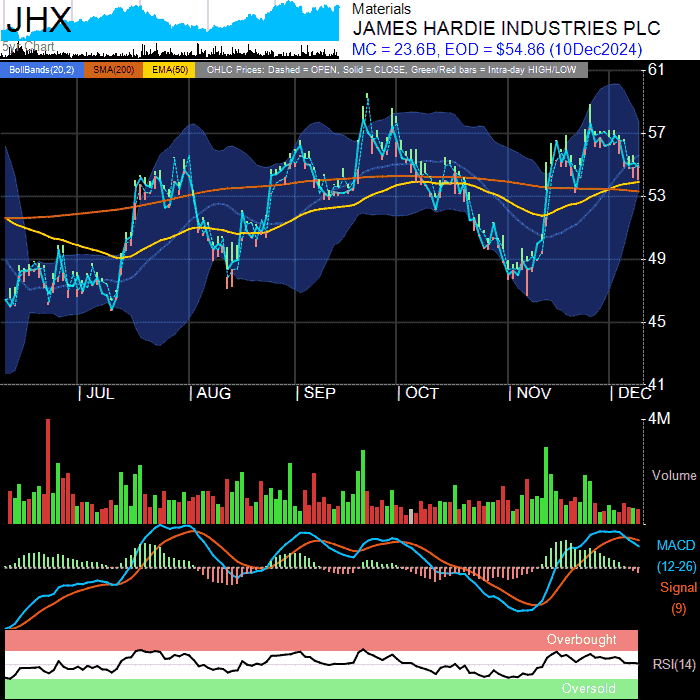 JHX
Materials
JAMES HARDIE INDUSTRIES PLC
MC = 23.6B, EOD = $54.86 (10Dec2024)
Chart
BollBands(20,2) SMA(200) EMA(50) OHLC Prices: Dashed = OPEN, Solid = CLOSE, Green/Red bars = Intra-day HIGH/LOW
61
57
53
49
45
41
| JUL | AUG | SEP | OCT | NOV | DEC
4M
Volume
MACD
(12-26)
Signal
(9)
Overbought
RSI(14)
Oversold